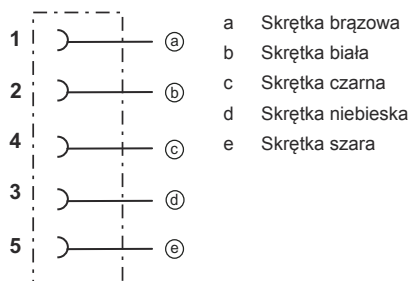 1 a
2 b
4 c
3 d
5 e
a Skrętka brązowa
b Skrętka biała
c Skrętka czarna
d Skrętka niebieska
e Skrętka szara